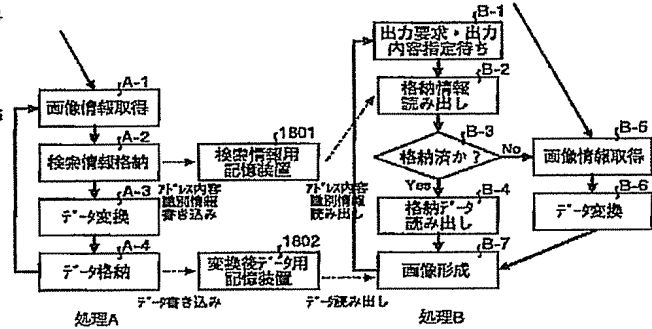 A-1
画像情報取得
A-2
検索情報格納
A-3
データ変換
A-4
データ格納
処理A
1801
検索情報用
記憶装置
アドレス内容
識別情報
書き込み
1802
変換後データ用
記憶装置
データ書き込み
アドレス内容
識別情報
読み出し
データ読み出し
B-1
出力要求・出力
内容指定待ち
B-2
格納情報
読み出し
B-3
格納済か？
No
Yes
B-4
格納データ
読み出し
B-7
画像形成
処理B
B-5
画像情報取得
B-6
データ変換